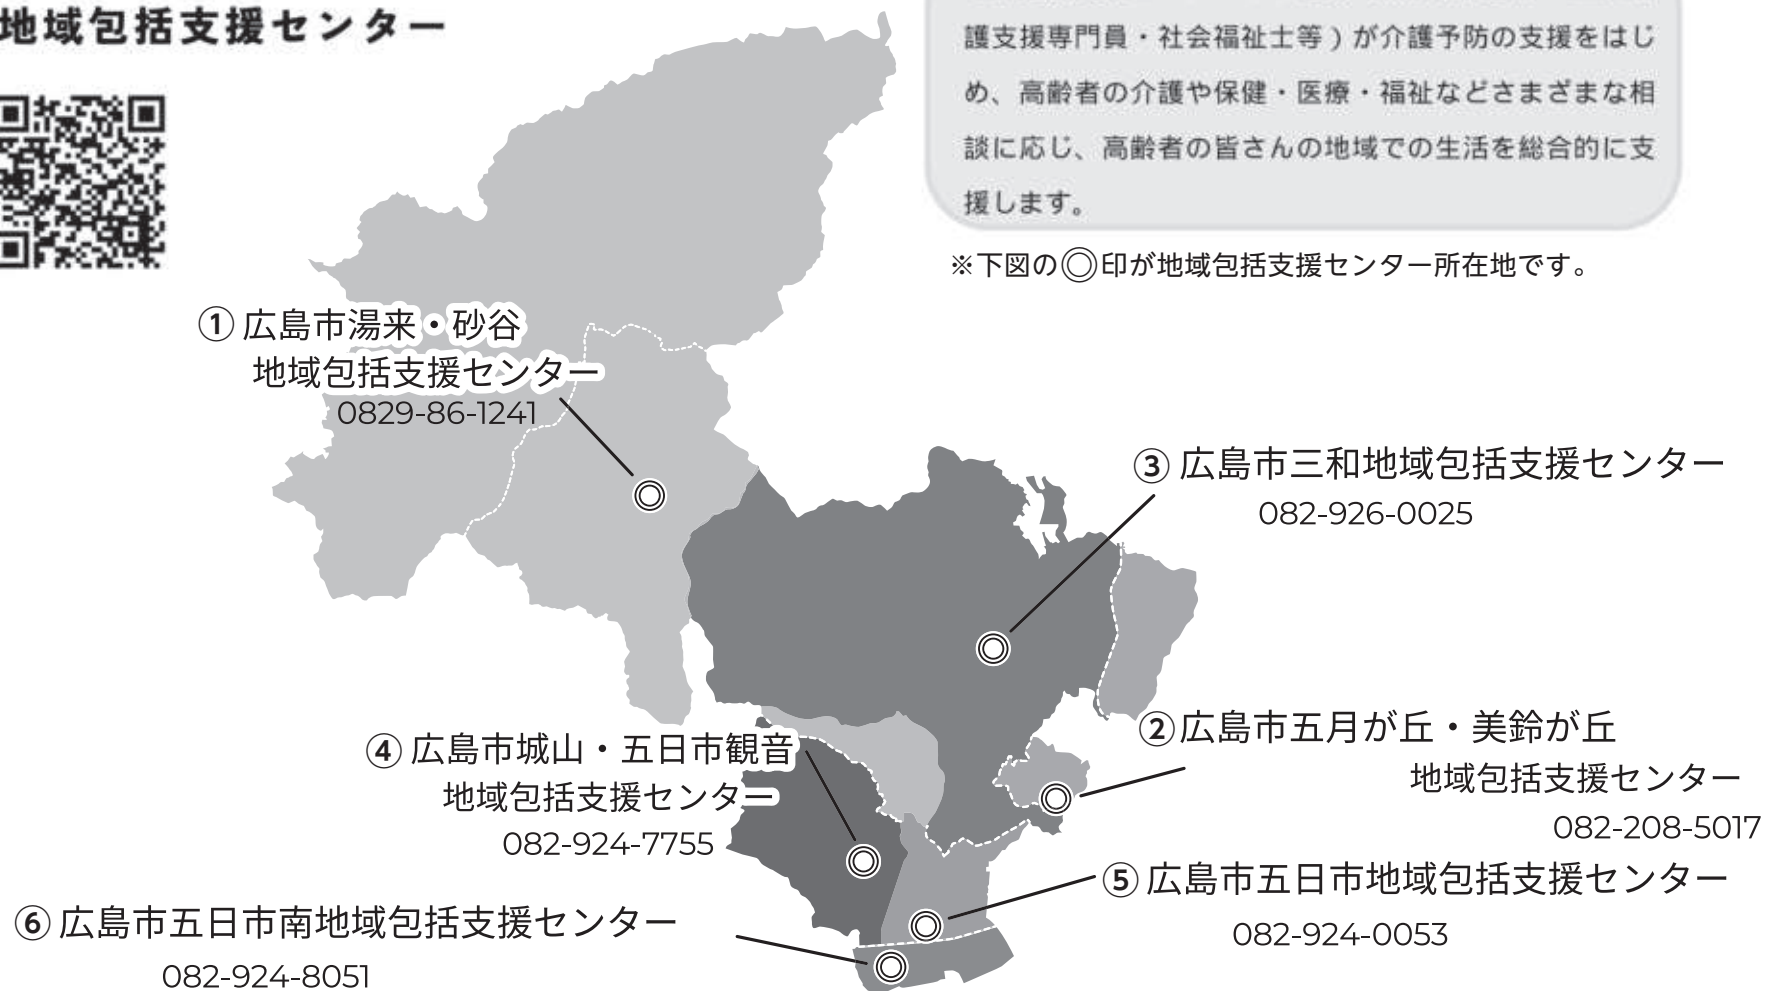 地域包括支援センター
護支援専門員・社会福祉士等）が介護予防の支援をはじ
め、高齢者の介護や保健・医療・福祉などさまざまな相
談に応じ、高齢者の皆さんの地域での生活を総合的に支
援します。
※下図の◎印が地域包括支援センター所在地です。
① 広島市湯来・砂谷
地域包括支援センター
0829-86-1241
③ 広島市三和地域包括支援センター
082-926-0025
② 広島市五月が丘・美鈴が丘
地域包括支援センター
082-208-5017
④ 広島市城山・五日市観音
地域包括支援センター
082-924-7755
⑤ 広島市五日市地域包括支援センター
082-924-0053
⑥ 広島市五日市南地域包括支援センター
082-924-8051